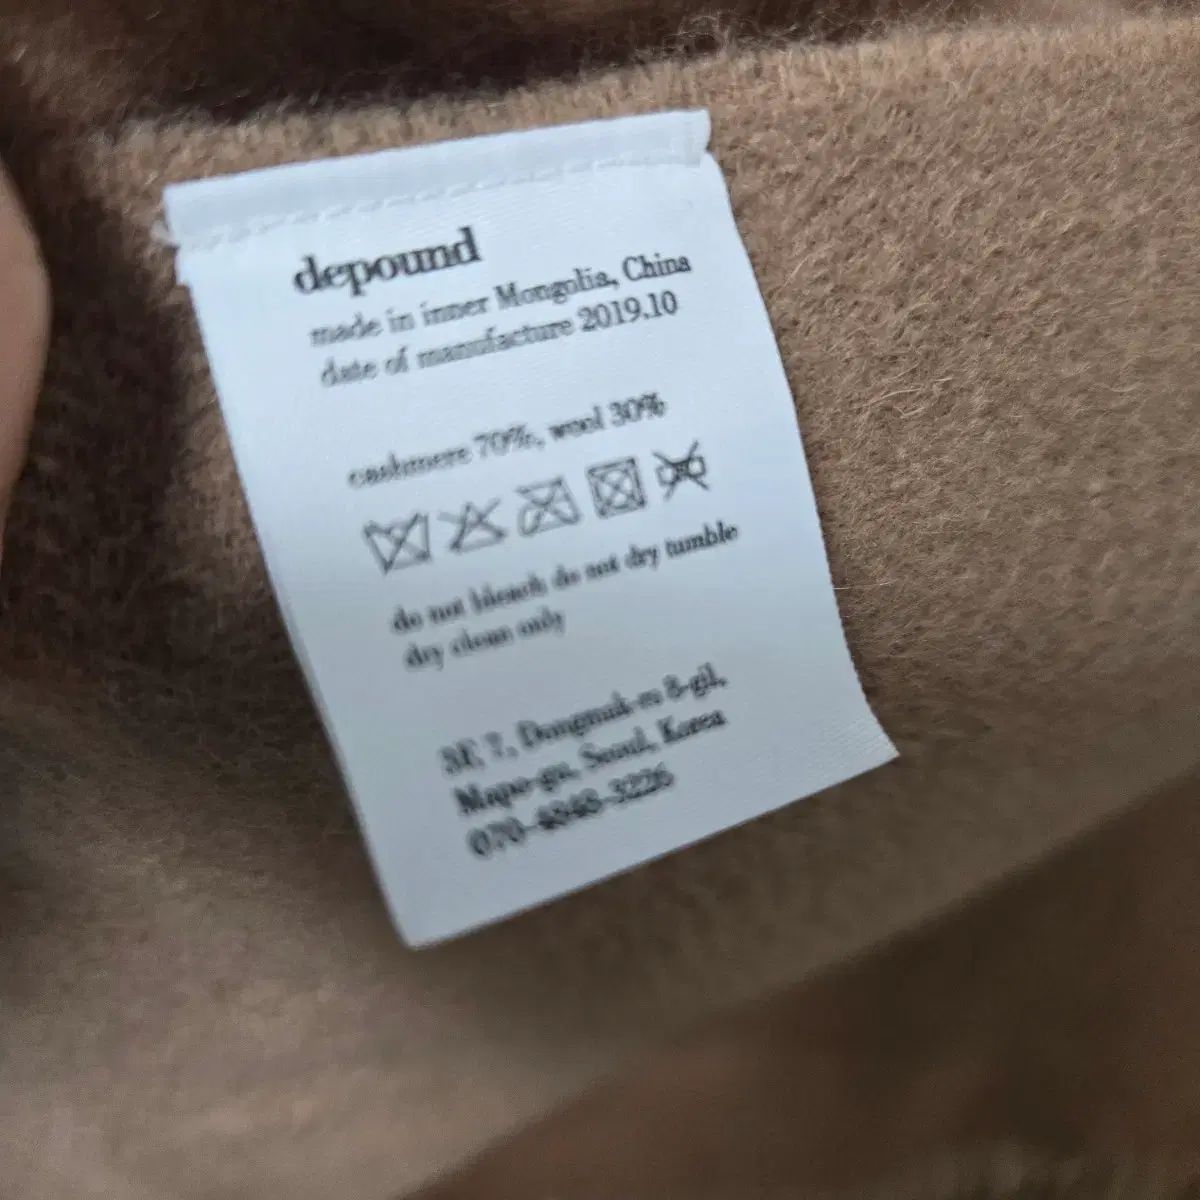 depound
made in inner Mongolia, China
date of manufacture 2019.10
cashmere 70%, wool 30%
do not bleach do not dry tumble
dry clean only
3F, 7, Dongmak-ro 8-gil,
Mapo-gu, Seoul, Korea
070-4848-3226